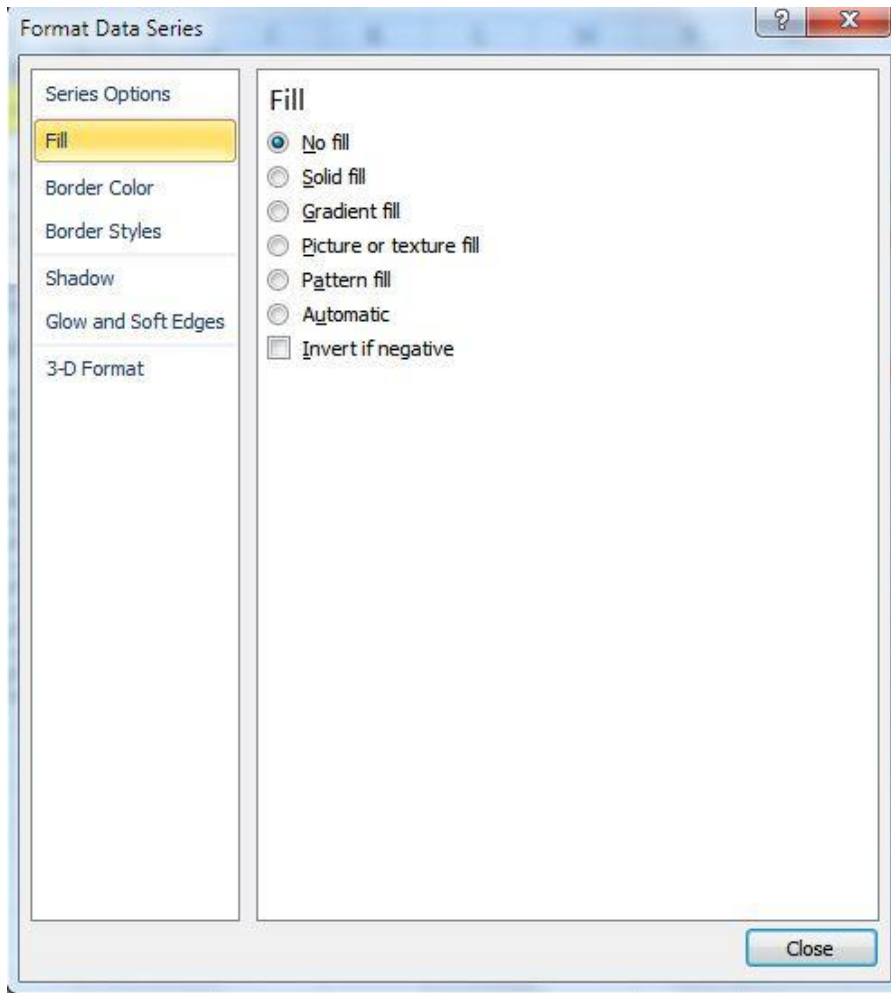 Format Data Series
Series Options
Fill
Border Color
Border Styles
Shadow
Glow and Soft Edges
3-D Format
Fill
No fill
Solid fill
Gradient fill
Picture or texture fill
Pattern fill
Automatic
Invert if negative
Close